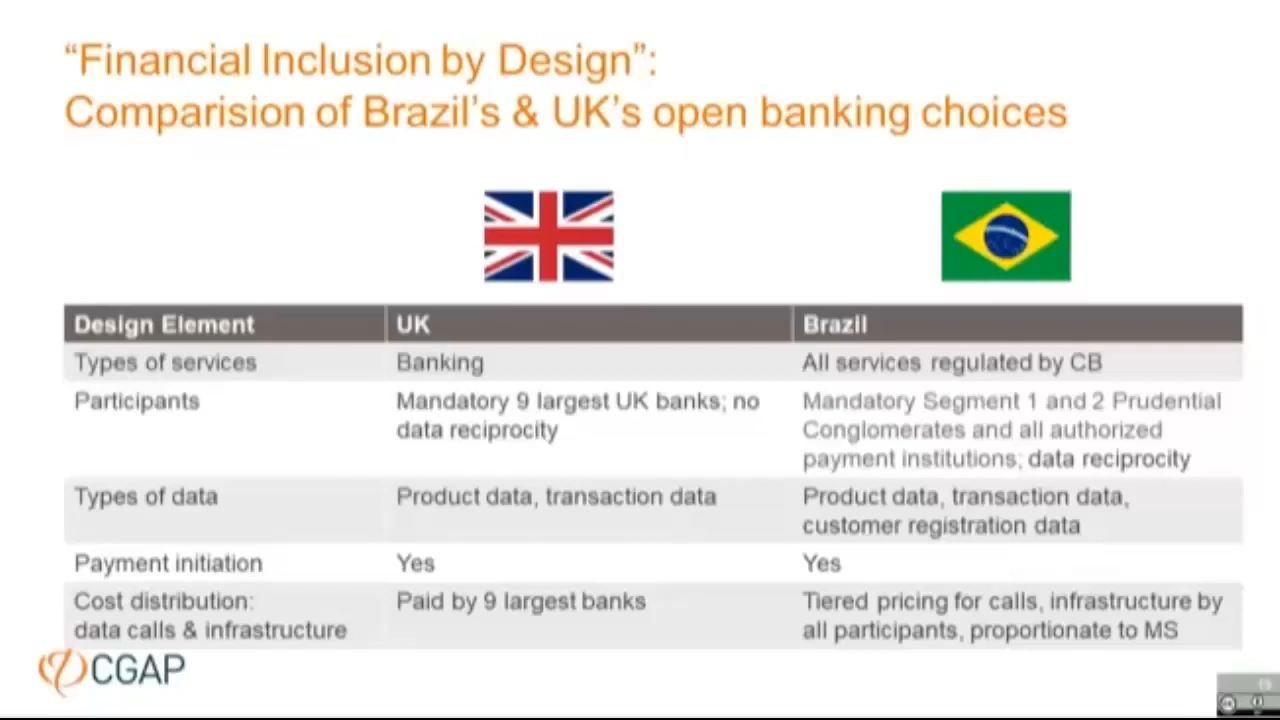 “Financial Inclusion by Design”:
Comparision of Brazil’s & UK’s open banking choices
Design Element UK Brazil
Types of services Banking All services regulated by CB
Participants Mandatory 9 largest UK banks; no Mandatory Segment 1 and 2 Prudential
data reciprocity Conglomerates and all authorized
payment institutions; data reciprocity
Types of data Product data, transaction data Product data, transaction data,
customer registration data
Payment initiation Yes Yes
Cost distribution: Paid by 9 largest banks Tiered pricing for calls, infrastructure by
data calls & infrastructure all participants, proportionate to MS
CGAP